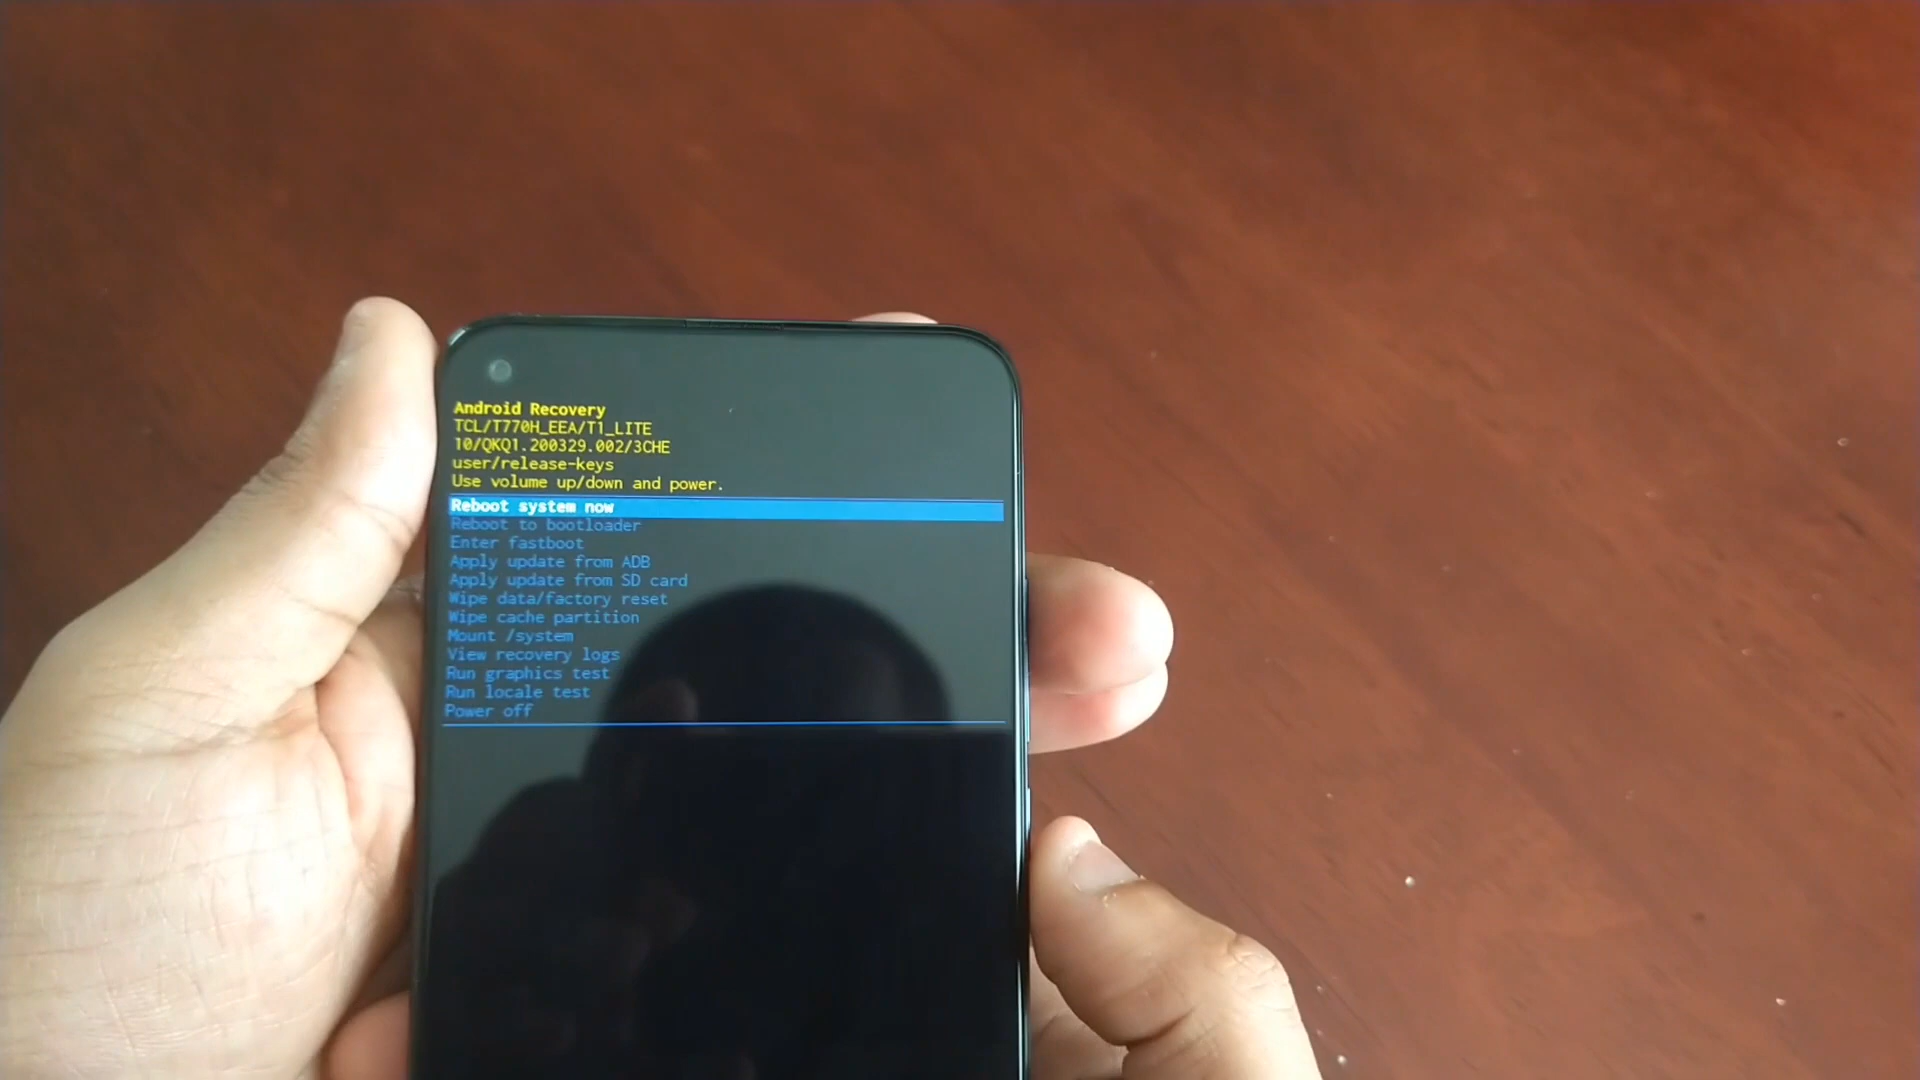 Android Recovery
TCL/T770H_EEA/T1_LITE
10/QKQ1.200329.002/3CHE
user/release-keys
Use volume up/down and power.
Reboot system now
Reboot to bootloader
Enter fastboot
Apply update from ADB
Apply update from SD card
Wipe data/factory reset
Wipe cache partition
Mount /system
View recovery logs
Run graphics test
Run locale test
Power off